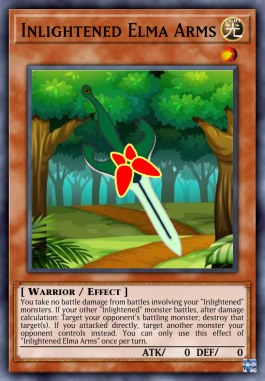 Inlightened Elma Arms
LIGHT
光
[ Warrior / Effect ]
You take no battle damage from battles involving your "Inlightened"
monsters. If your other "Inlightened" monster battles, after damage
calculation: Target your opponent's battling monster; destroy that
target(s). If you attacked directly, target another monster your
opponent controls instead. You can only use this effect of
"Inlightened Elma Arms" once per turn.
ATK/ 0 DEF/ 0